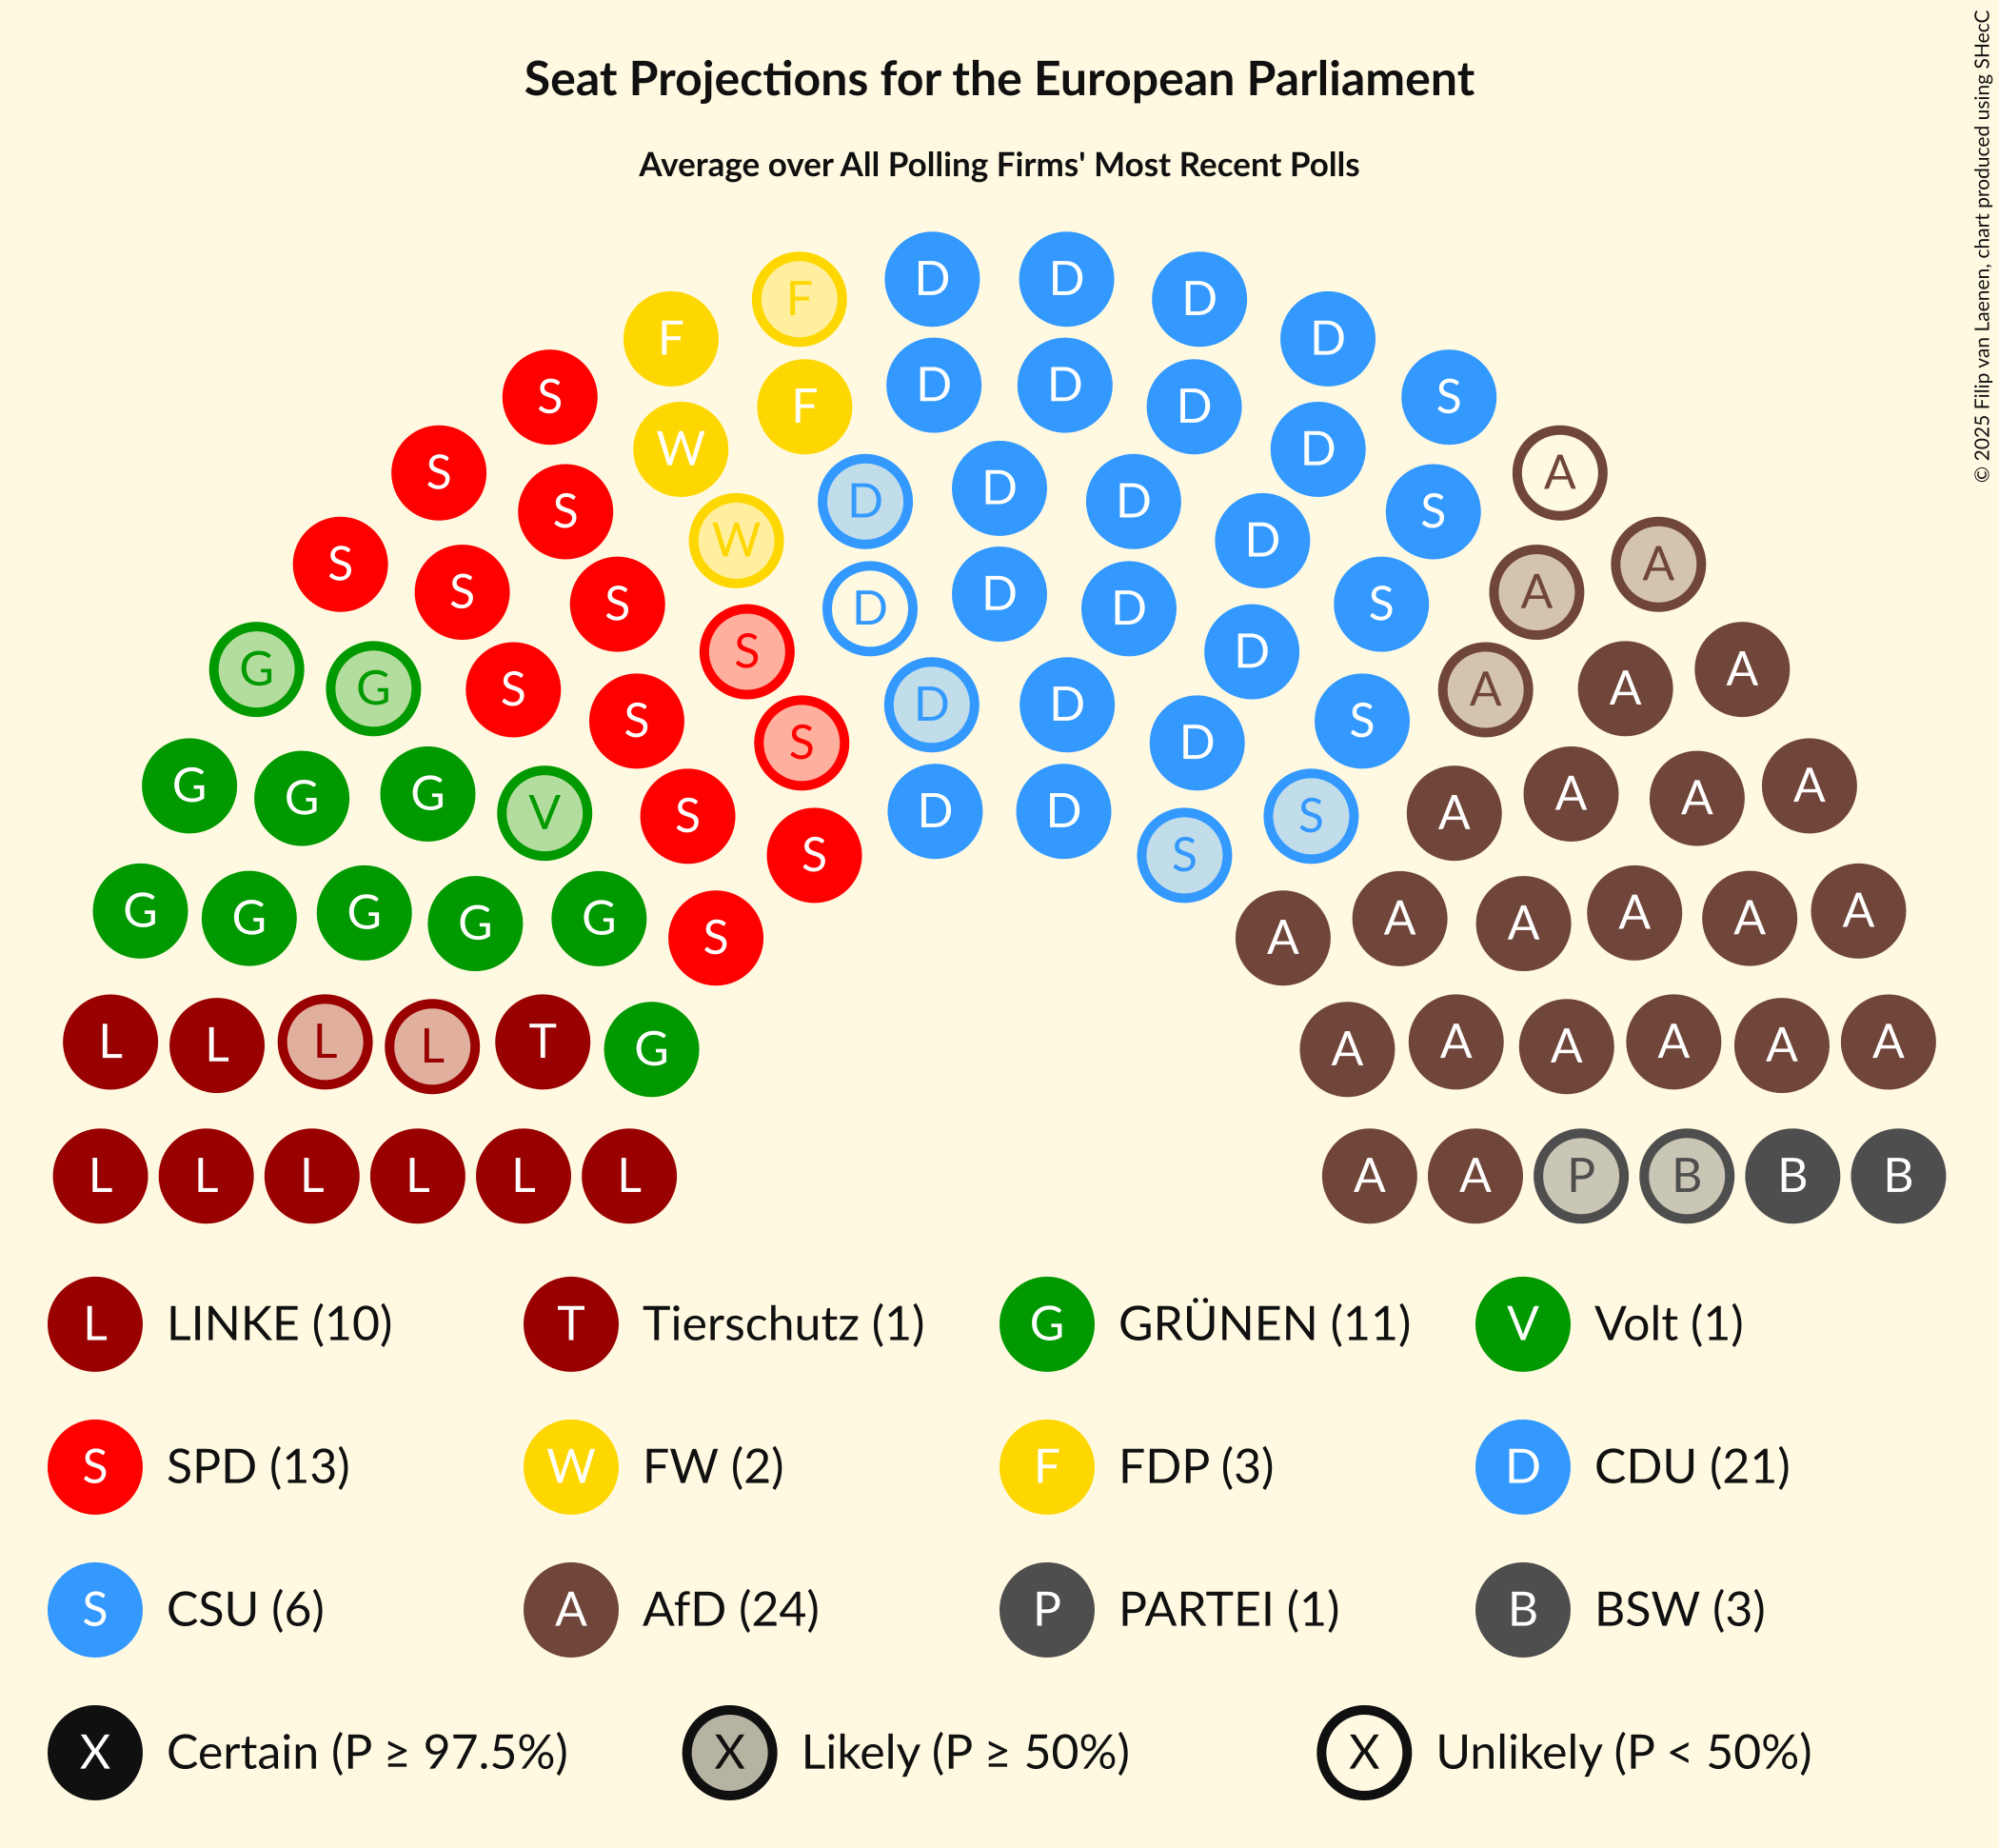 Seat Projections for the European Parliament
Average over All Polling Firms' Most Recent Polls
© 2025 Filip van Laenen, chart produced using SHecC
D D
F D
F D
D D
F D
S S
W D
S A
D D
S S
W D
A
S A
S A
D D
S S
S D
G A
G A
S A
D D
S S
S D
G A
G A
G A
V A
S S
D D
S S
G A
G A
G A
G A
G A
S A
L A
L A
L A
L A
T A
G A
L L L L L L A A P B B B
L LINKE (10) T Tierschutz (1) G GRÜNEN (11) V Volt (1)
S SPD (13) W FW (2) F FDP (3) D CDU (21)
S CSU (6) A AfD (24) P PARTEI (1) B BSW (3)
X Certain (P ≥ 97.5%) X Likely (P ≥ 50%) X Unlikely (P < 50%)